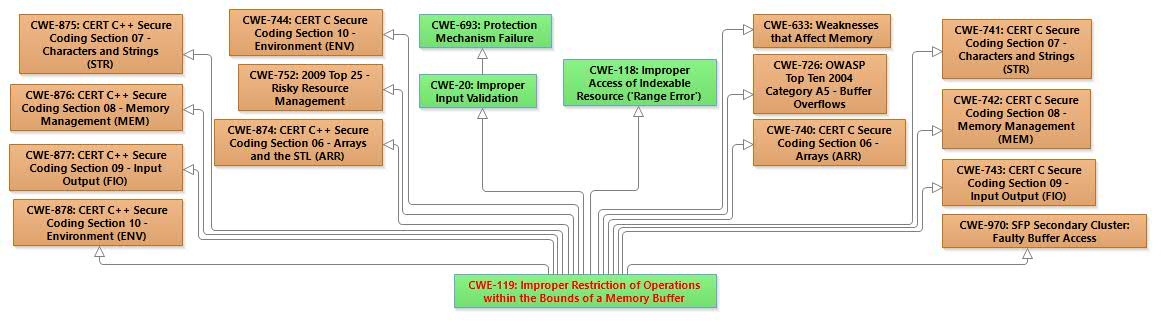 CWE-875: CERT C++ Secure
Coding Section 07 -
Characters and Strings
(STR)
CWE-876: CERT C++ Secure
Coding Section 08 - Memory
Management (MEM)
CWE-877: CERT C++ Secure
Coding Section 09 - Input
Output (FIO)
CWE-878: CERT C++ Secure
Coding Section 10 -
Environment (ENV)
CWE-744: CERT C Secure
Coding Section 10 -
Environment (ENV)
CWE-752: 2009 Top 25 -
Risky Resource
Management
CWE-874: CERT C++ Secure
Coding Section 06 - Arrays
and the STL (ARR)
CWE-693: Protection
Mechanism Failure
CWE-20: Improper
Input Validation
CWE-118: Improper
Access of Indexable
Resource ('Range Error')
CWE-633: Weaknesses
that Affect Memory
CWE-726: OWASP
Top Ten 2004
Category A5 - Buffer
Overflows
CWE-740: CERT C Secure
Coding Section 06 -
Arrays (ARR)
CWE-741: CERT C Secure
Coding Section 07 -
Characters and Strings
(STR)
CWE-742: CERT C Secure
Coding Section 08 -
Memory Management
(MEM)
CWE-743: CERT C Secure
Coding Section 09 -
Input Output (FIO)
CWE-970: SFP Secondary Cluster:
Faulty Buffer Access
CWE-119: Improper Restriction of Operations
within the Bounds of a Memory Buffer